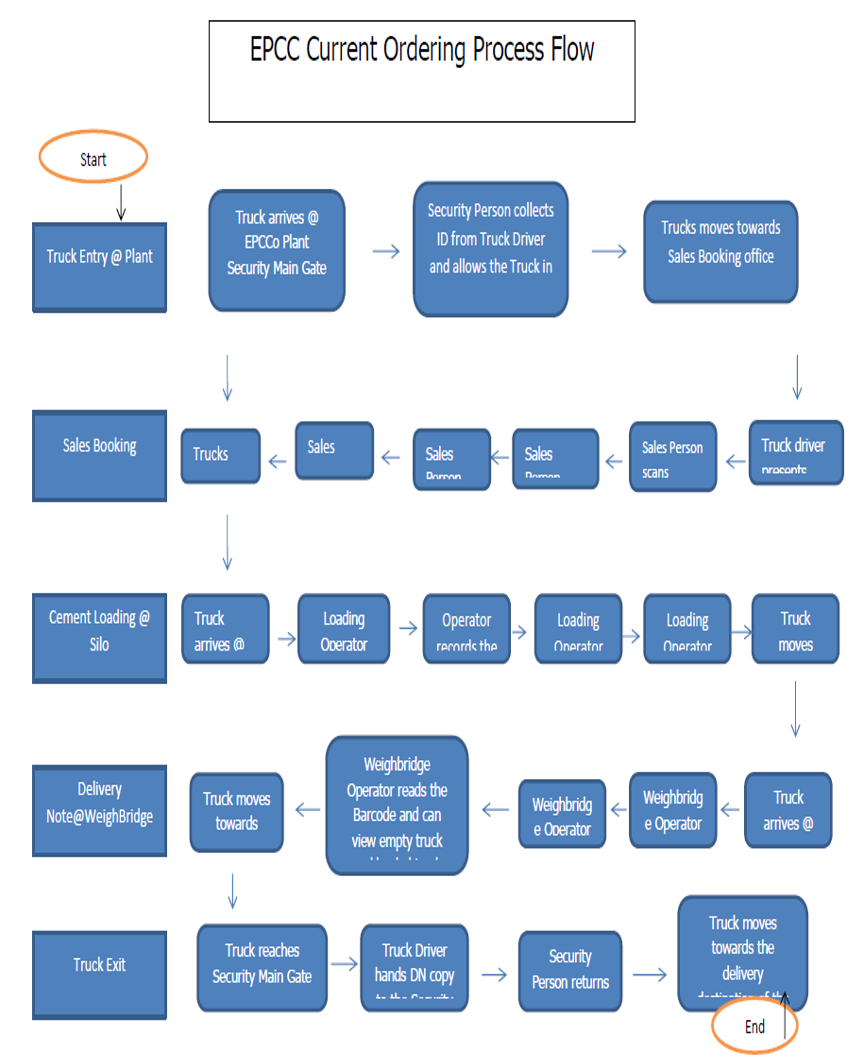 EPCC Current Ordering Process Flow
Start
Truck Entry @ Plant
Truck arrives @
EPCCo Plant
Security Main Gate
Security Person collects
ID from Truck Driver
and allows the Truck in
Trucks moves towards
Sales Booking office
Sales Booking
Trucks
Sales
Sales
Person
Sales
Person
Sales Person
scans
Truck driver
presents
Cement Loading @
Silo
Truck
arrives @
Loading
Operator
Operator
records the
Loading
Operator
Loading
Operator
Truck
moves
Delivery
Note@WeighBridge
Truck moves
towards
Weighbridge
Operator reads the
Barcode and can
view empty truck
Weighbridg
e Operator
Weighbridg
e Operator
Truck
arrives @
Truck Exit
Truck reaches
Security Main Gate
Truck Driver
hands DN copy
to the Security
Security
Person returns
Truck moves
towards the
delivery
destination of the
End